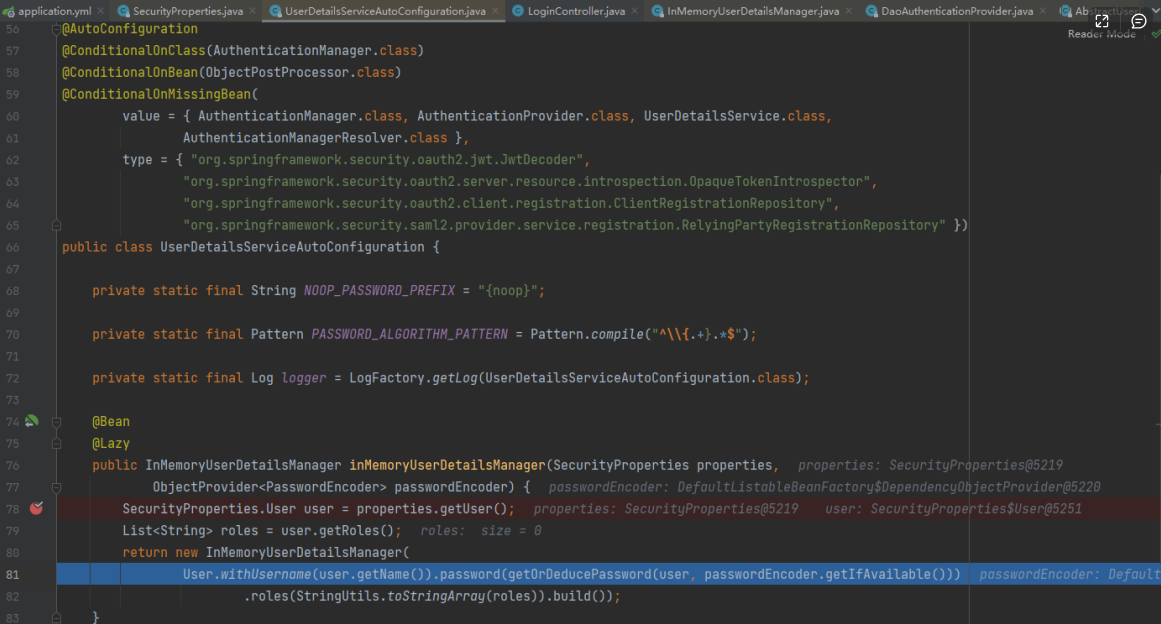 application.yml SecurityProperties.java UserDetailsServiceAutoConfiguration.java LoginController.java InMemoryUserDetailsManager.java DaoAuthenticationProvider.java
Reader Mode
56 @AutoConfiguration
57 @ConditionalOnClass(AuthenticationManager.class)
58 @ConditionalOnBean(ObjectPostProcessor.class)
59 @ConditionalOnMissingBean(
60 value = { AuthenticationManager.class, AuthenticationProvider.class, UserDetailsService.class,
61 AuthenticationManagerResolver.class },
62 type = { "org.springframework.security.oauth2.jwt.JwtDecoder",
63 "org.springframework.security.oauth2.server.resource.introspection.OpaqueTokenIntrospector",
64 "org.springframework.security.oauth2.client.registration.ClientRegistrationRepository",
65 "org.springframework.security.saml2.provider.service.registration.RelyingPartyRegistrationRepository" })
66 public class UserDetailsServiceAutoConfiguration {
67
68 private static final String NOOP_PASSWORD_PREFIX = "{noop}";
69
70 private static final Pattern PASSWORD_ALGORITHM_PATTERN = Pattern.compile("^\\{.+}.*$");
71
72 private static final Log logger = LogFactory.getLog(UserDetailsServiceAutoConfiguration.class);
73
74 @Bean
75 @Lazy
76 public InMemoryUserDetailsManager inMemoryUserDetailsManager(SecurityProperties properties, properties: SecurityProperties@5219
77 ObjectProvider<PasswordEncoder> passwordEncoder) { passwordEncoder: DefaultListableBeanFactory$DependencyObjectProvider@5220
78 SecurityProperties.User user = properties.getUser(); properties: SecurityProperties@5219 user: SecurityProperties$User@5251
79 List<String> roles = user.getRoles(); roles: size = 0
80 return new InMemoryUserDetailsManager(
81 User.withUsername(user.getName()).password(getOrDeducePassword(user, passwordEncoder.getIfAvailable())) passwordEncoder: Default
82 .roles(StringUtils.toStringArray(roles)).build());
83 }